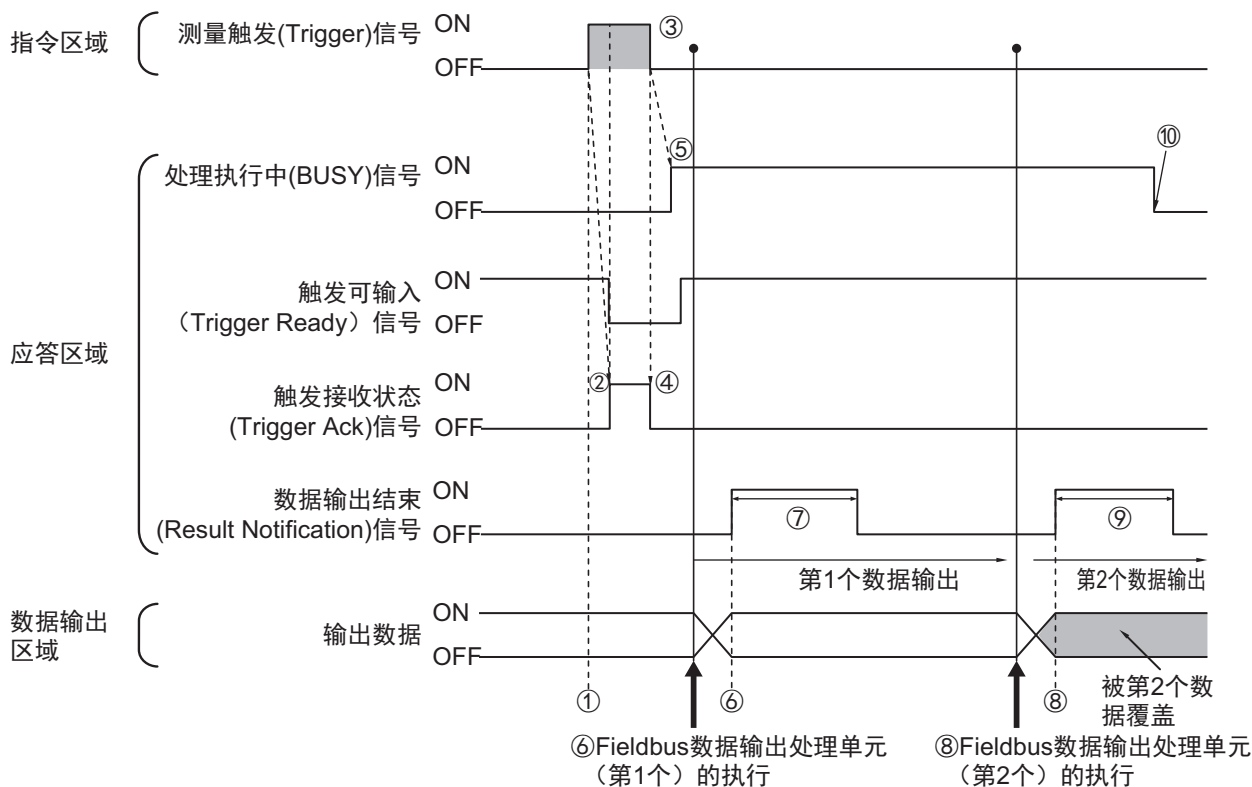 指令区域
测量触发(Trigger)信号
ON
OFF
③
应答区域
处理执行中(BUSY)信号
ON
OFF
⑤
⑩
触发可输入
（Trigger Ready）信号
ON
OFF
触发接收状态
(Trigger Ack)信号
ON
OFF
②
④
数据输出结束
(Result Notification)信号
ON
OFF
⑦
⑨
第1个数据输出
第2个数据输出
数据输出
区域
输出数据
ON
OFF
①
⑥
⑧
被第2个数
据覆盖
⑥Fieldbus数据输出处理单元
（第1个）的执行
⑧Fieldbus数据输出处理单元
（第2个）的执行